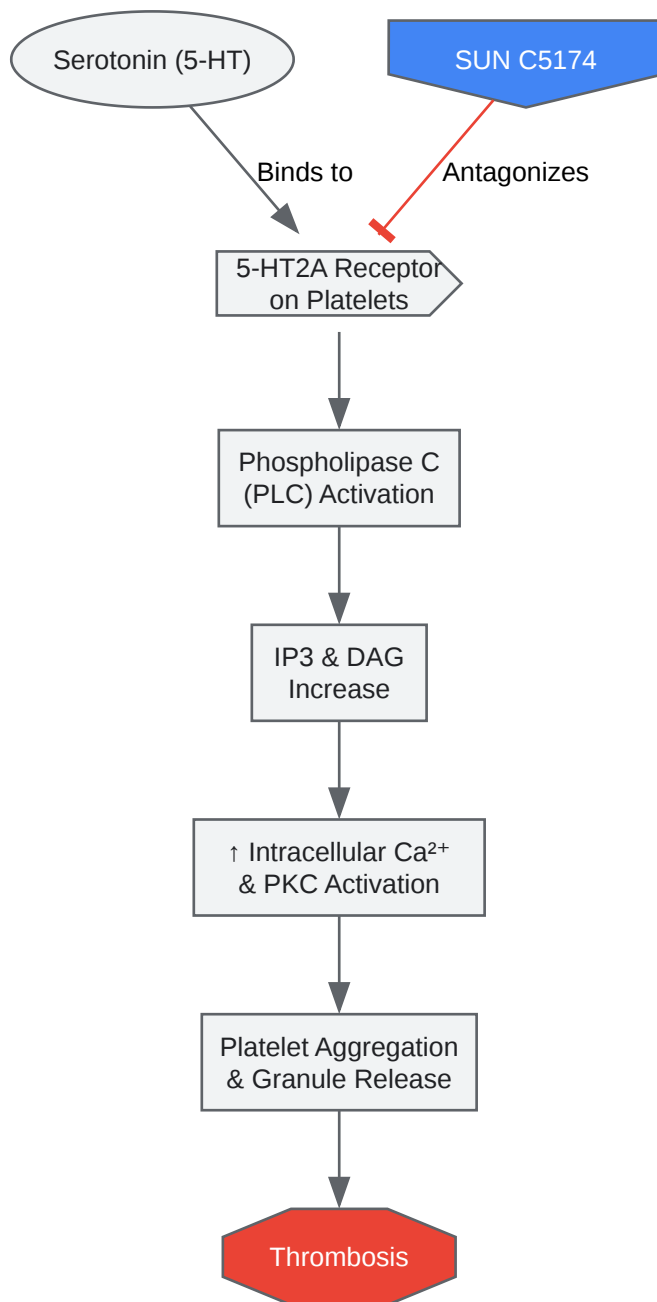 Serotonin (5-HT)
SUN C5174
Binds to
Antagonizes
5-HT2A Receptor
on Platelets
Phospholipase C
(PLC) Activation
IP3 & DAG
Increase
↑ Intracellular Ca²⁺
& PKC Activation
Platelet Aggregation
& Granule Release
Thrombosis